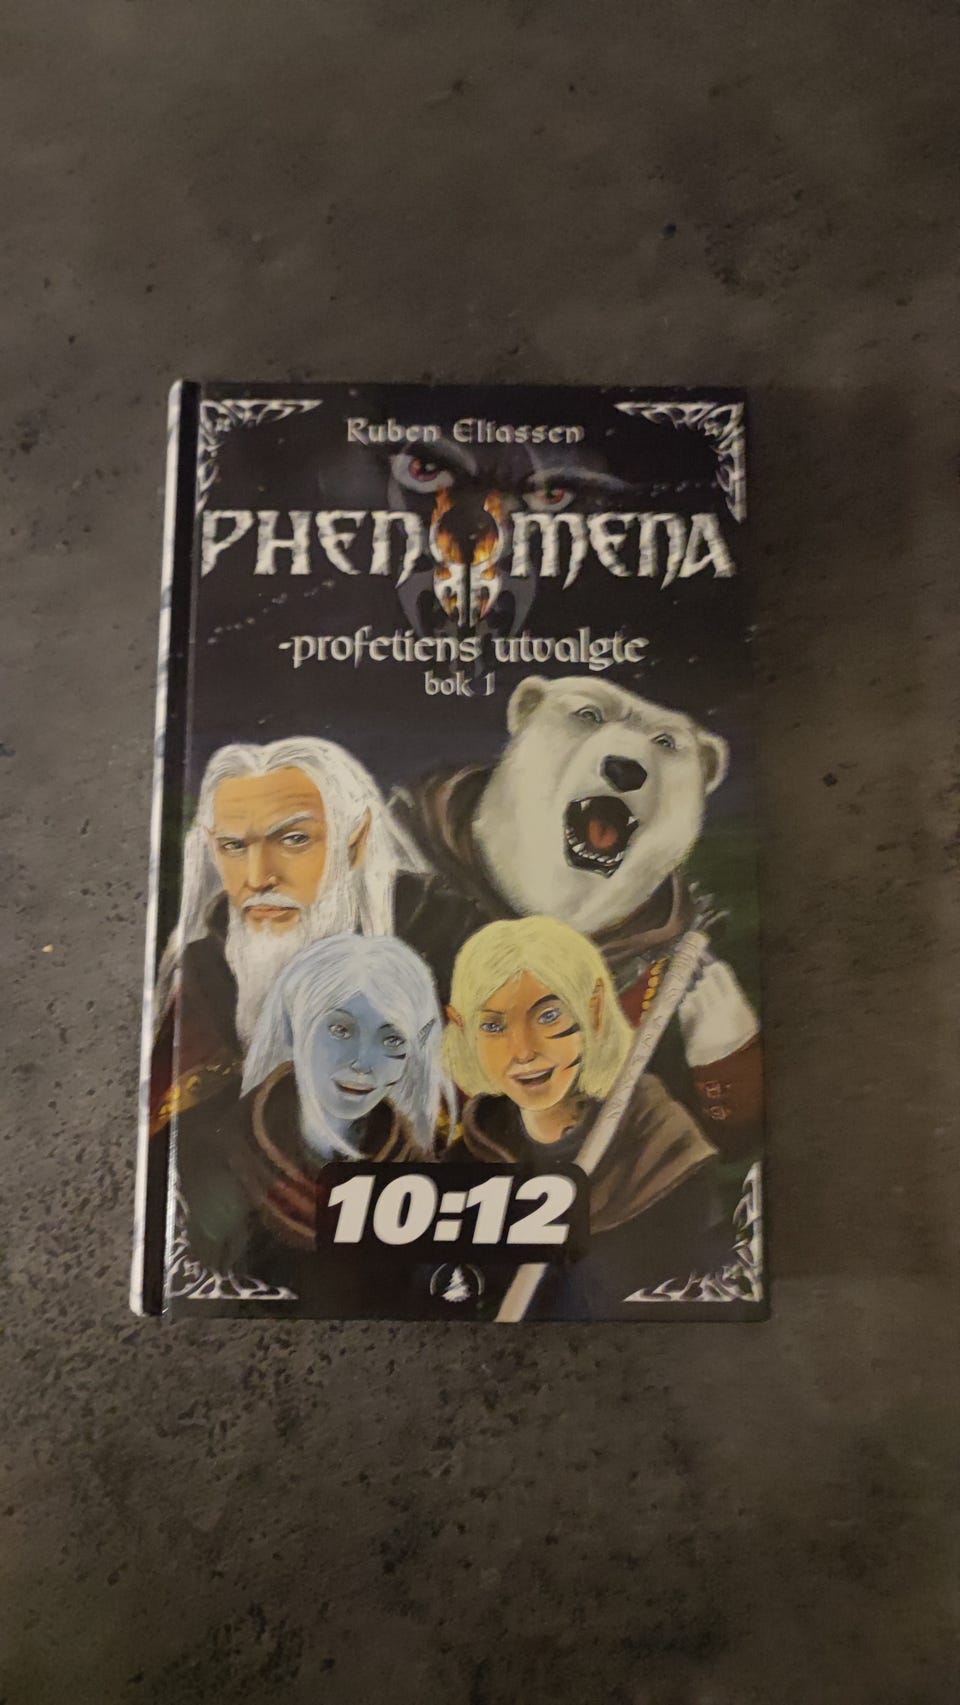 Ruben Eliassen
PHENOMENA
-profetiens utvalgte
bok 1
10:12